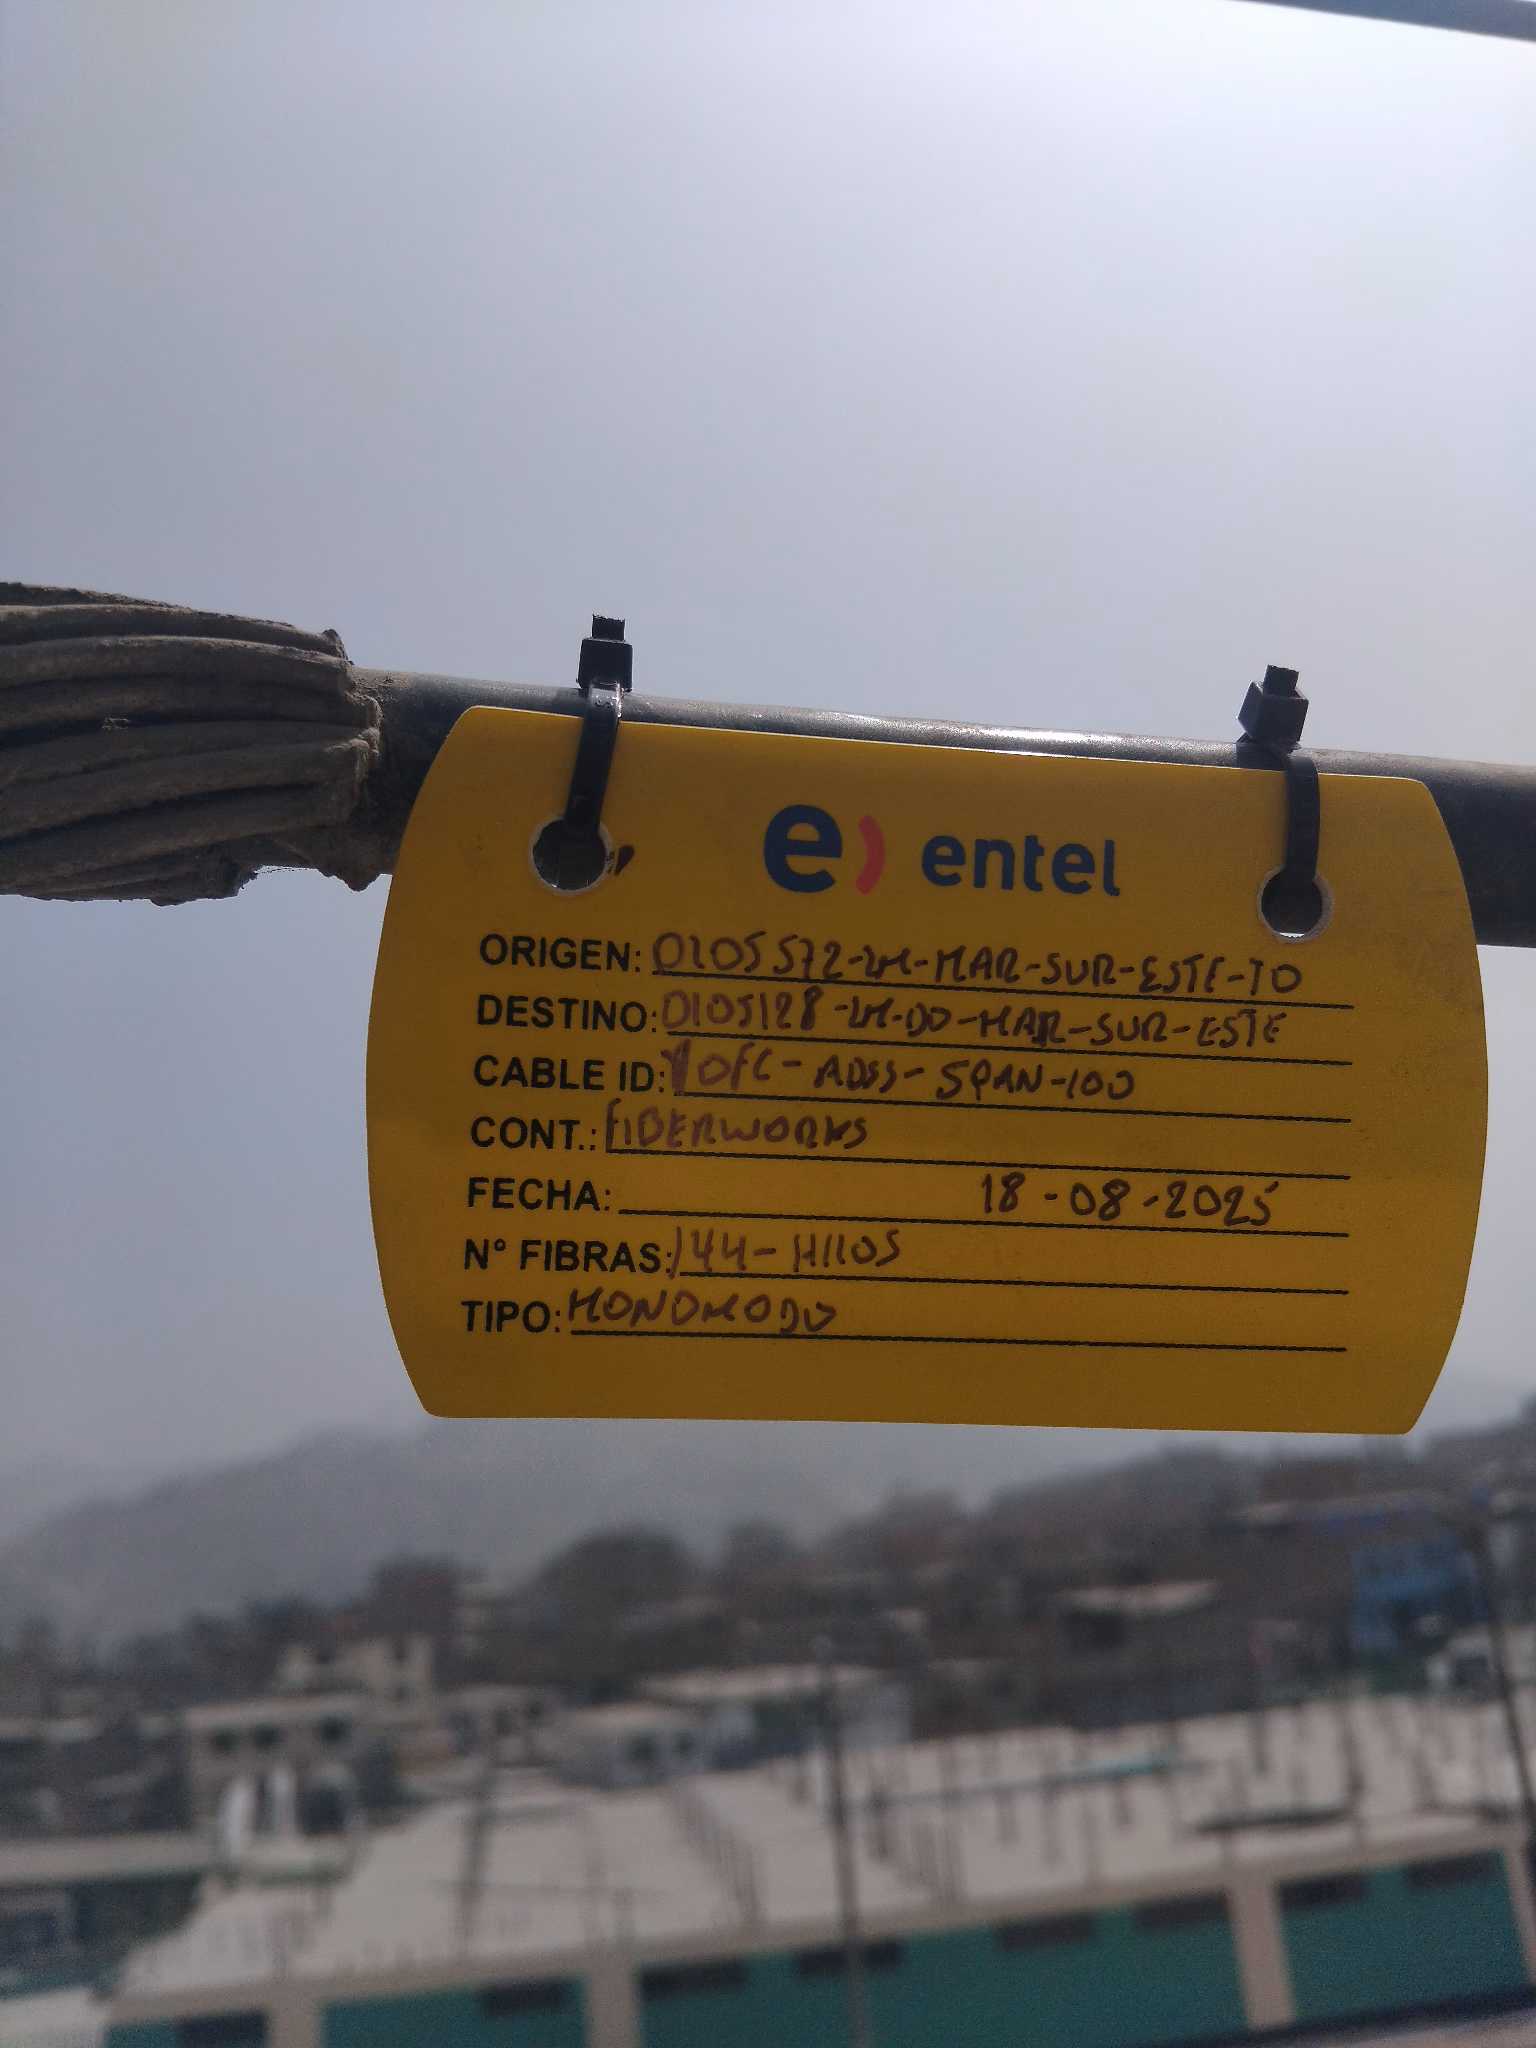 e) entel
ORIGEN: 0105572-LM-MAR-SUR-ESTE-TO
DESTINO: 0105128-LM-DO-MAR-SUR-ESTE
CABLE ID: YOFC-ADSS-SPAN-100
CONT.: FIBERWORKS
FECHA: 18-08-2025
N° FIBRAS: 144-HILOS
TIPO: MONOMODO